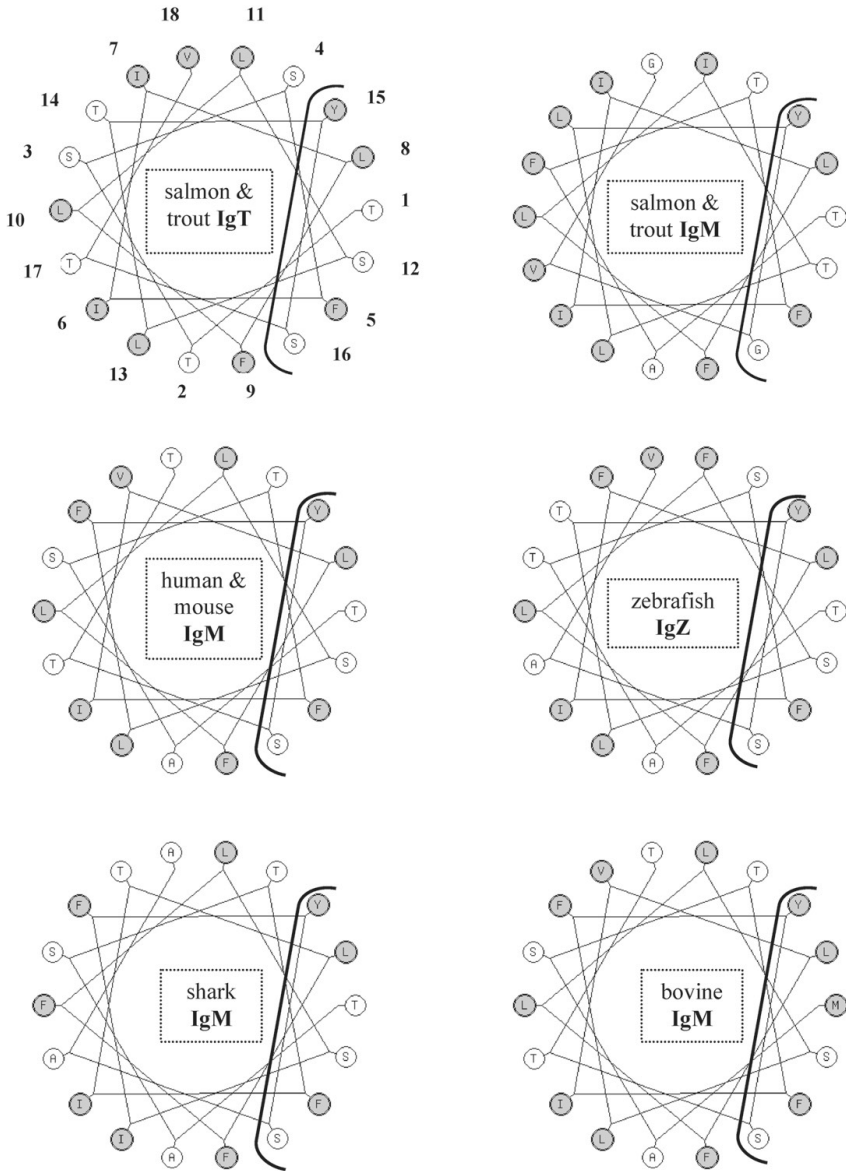 18 11
7 V L 4
I S
14 T Y 15
3 S L 8
salmon &
trout IgT
10 L T 1
17 T S 12
6 I F 5
L S 16
13 T F
2 9
G I
I T
L Y
F L
salmon &
trout IgM
L T
V T
I F
L G
A F
T L
V T
F Y
S L
human &
mouse
IgM
L T
T S
I F
L S
A F
V F
F S
T Y
T L
zebrafish
IgZ
L T
A S
I F
L S
A F
A L
T T
F Y
S L
shark
IgM
F T
A S
I F
I S
A F
T L
V T
F Y
S L
bovine
IgM
L M
T S
I F
L S
A F